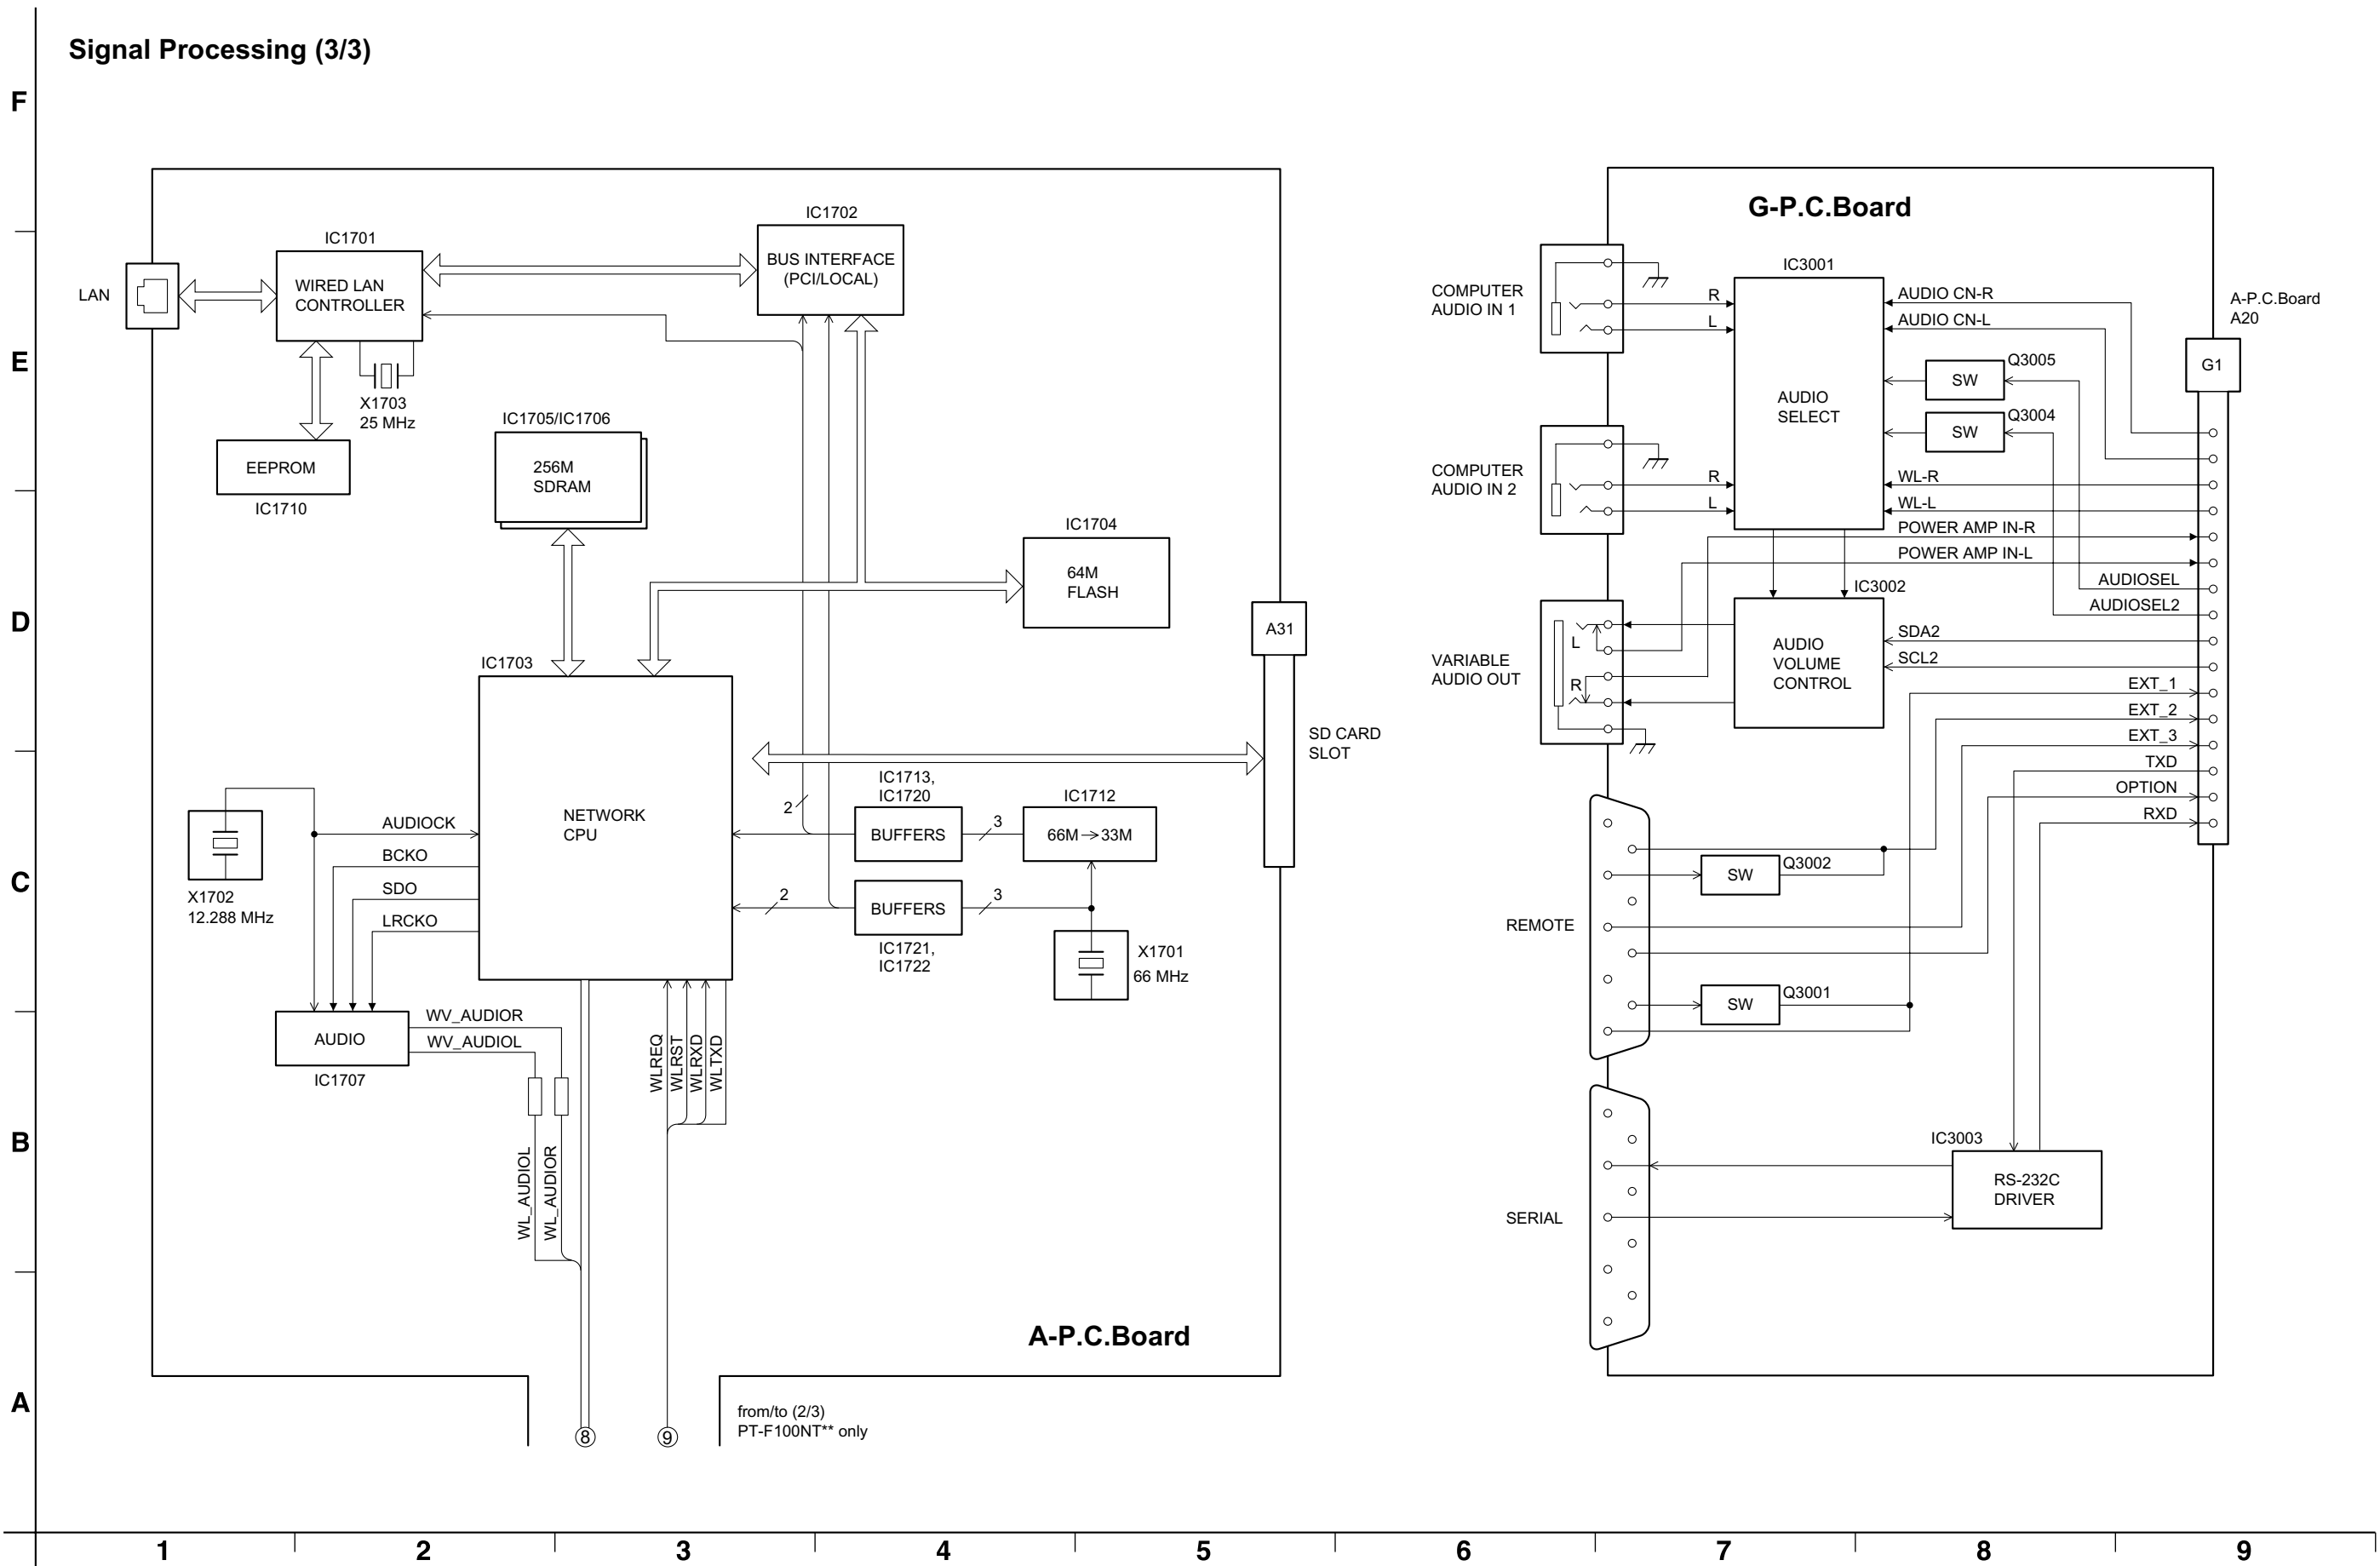 Signal Processing (3/3)
F
E
D
C
B
A
IC1702
BUS INTERFACE
(PCI/LOCAL)
IC1701
WIRED LAN
CONTROLLER
LAN
X1703
25 MHz
EEPROM
IC1710
IC1705/IC1706
256M
SDRAM
IC1704
64M
FLASH
A31
SD CARD
SLOT
IC1703
NETWORK
CPU
2
IC1713,
IC1720
BUFFERS
3
IC1712
66M→33M
2
BUFFERS
3
IC1721,
IC1722
X1701
66 MHz
AUDIOCK
BCKO
SDO
LRCKO
X1702
12.288 MHz
AUDIO
IC1707
WV_AUDIOR
WV_AUDIOL
WL_AUDIOL
WL_AUDIOR
WLREQ
WLRST
WLRXD
WLTXD
A-P.C.Board
8
9
from/to (2/3)
PT-F100NT** only
G-P.C.Board
COMPUTER
AUDIO IN 1
R
L
IC3001
AUDIO
SELECT
AUDIO CN-R
AUDIO CN-L
A-P.C.Board
A20
G1
SW
Q3005
SW
Q3004
COMPUTER
AUDIO IN 2
R
L
WL-R
WL-L
POWER AMP IN-R
POWER AMP IN-L
AUDIOSEL
AUDIOSEL2
IC3002
AUDIO
VOLUME
CONTROL
SDA2
SCL2
VARIABLE
AUDIO OUT
L
R
EXT_1
EXT_2
EXT_3
TXD
OPTION
RXD
REMOTE
SW
Q3002
SW
Q3001
SERIAL
IC3003
RS-232C
DRIVER
1
2
3
4
5
6
7
8
9